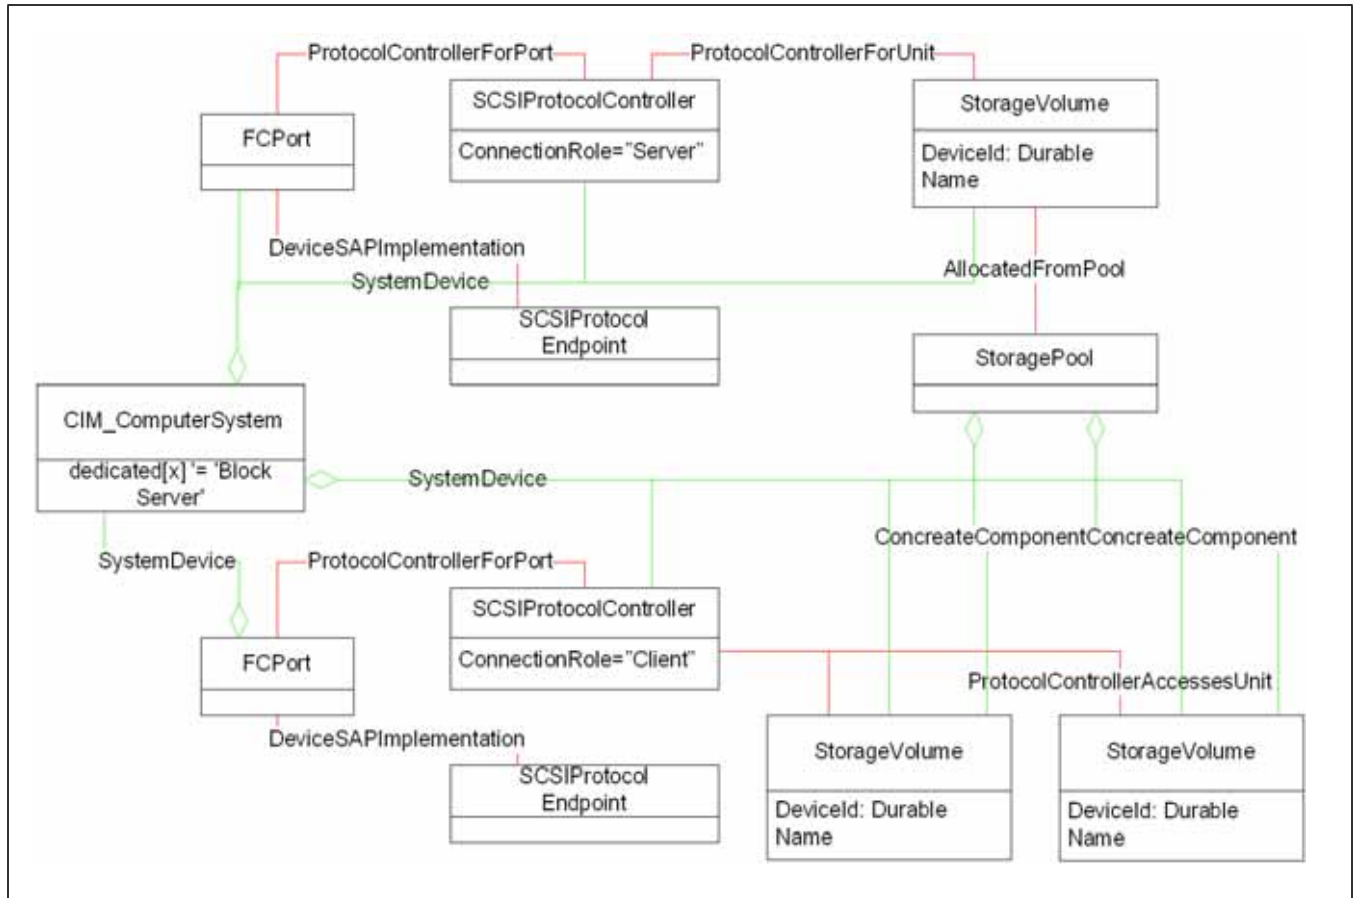 ProtocolControllerForPort
ProtocolControllerForUnit
FCPort
SCSIProtocolController
ConnectionRole="Server"
StorageVolume
DeviceId: Durable
Name
DeviceSAPImplementation
SystemDevice
AllocatedFromPool
SCSIProtocol
Endpoint
StoragePool
CIM_ComputerSystem
dedicated[x] '= 'Block
Server'
SystemDevice
ConcreateComponentConcreateComponent
SystemDevice
ProtocolControllerForPort
SCSIProtocolController
ConnectionRole="Client"
FCPort
ProtocolControllerAccessesUnit
DeviceSAPImplementation
SCSIProtocol
Endpoint
StorageVolume
DeviceId: Durable
Name
StorageVolume
DeviceId: Durable
Name